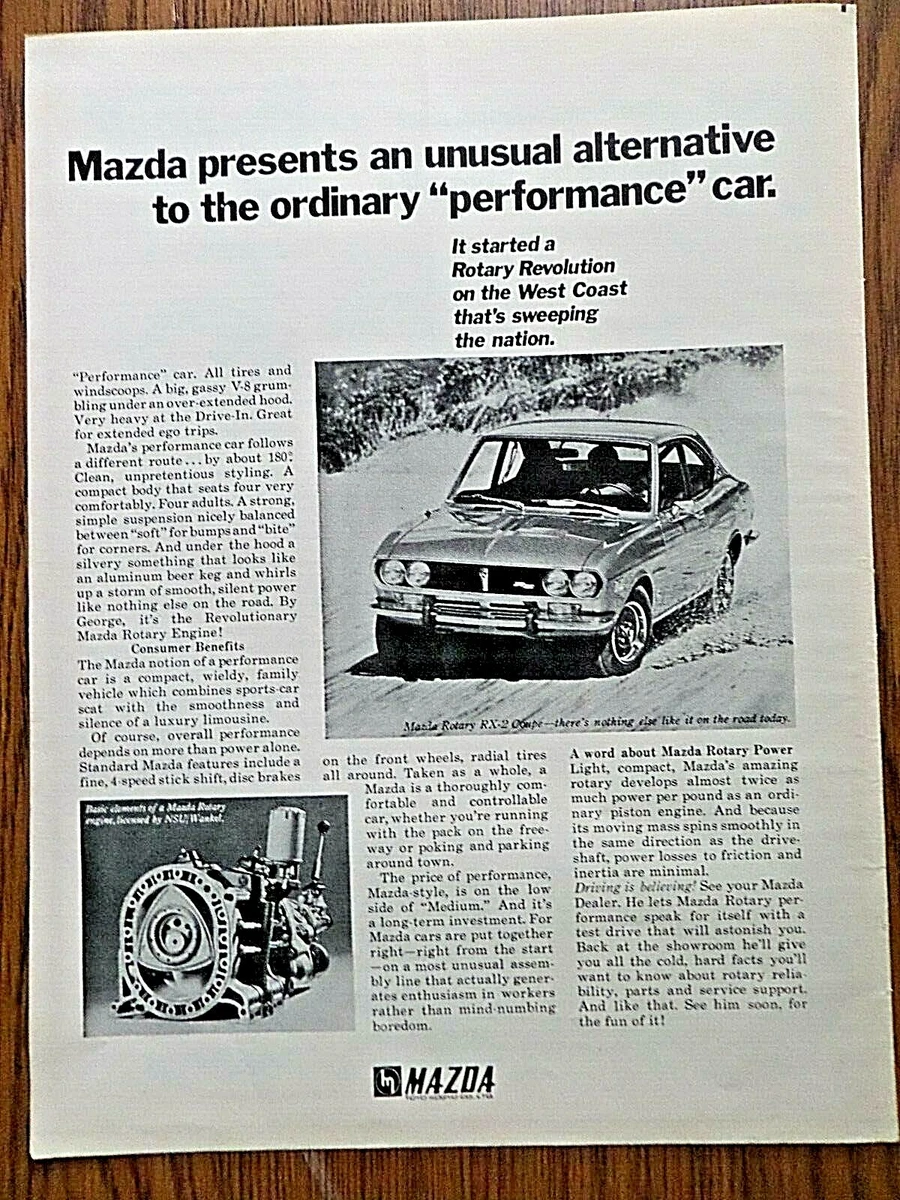 Mazda presents an unusual alternative
to the ordinary “performance” car.
It started a
Rotary Revolution
on the West Coast
that's sweeping
the nation.
“Performance” car. All tires and
windscoops. A big, gassy V-8 grum-
bling under an over-extended hood.
Very heavy at the Drive-In. Great
for extended ego trips.
Mazda's performance car follows
a different route...by about 180°.
Clean, unpretentious styling. A
compact body that seats four very
comfortably. Four adults. A strong,
simple suspension nicely balanced
between “soft” for bumps and “bite”
for corners. And under the hood a
silvery something that looks like
an aluminum beer keg and whirls
up a storm of smooth, silent power
like nothing else on the road. By
George, it's the Revolutionary
Mazda Rotary Engine!
Consumer Benefits
The Mazda notion of a performance
car is a compact, wieldy, family
vehicle which combines sports-car
scat with the smoothness and
silence of a luxury limousine.
Of course, overall performance
depends on more than power alone.
Standard Mazda features include a
fine, 4-speed stick shift, disc brakes
Mazda Rotary RX-2 Coupe—there's nothing else like it on the road today.
Basic elements of a Mazda Rotary
engine, licensed by NSU/Wankel.
on the front wheels, radial tires
all around. Taken as a whole, a
Mazda is a thoroughly com-
fortable and controllable
car, whether you're running
with the pack on the free-
way or poking and parking
around town.
The price of performance,
Mazda-style, is on the low
side of “Medium.” And it's
a long-term investment. For
Mazda cars are put together
right—right from the start
—on a most unusual assem-
bly line that actually gener-
ates enthusiasm in workers
rather than mind-numbing
boredom.
A word about Mazda Rotary Power
Light, compact, Mazda's amazing
rotary develops almost twice as
much power per pound as an ordi-
nary piston engine. And because
its moving mass spins smoothly in
the same direction as the drive-
shaft, power losses to friction and
inertia are minimal.
Driving is believing! See your Mazda
Dealer. He lets Mazda Rotary per-
formance speak for itself with a
test drive that will astonish you.
Back at the showroom he'll give
you all the cold, hard facts you'll
want to know about rotary relia-
bility, parts and service support.
And like that. See him soon, for
the fun of it!
MAZDA